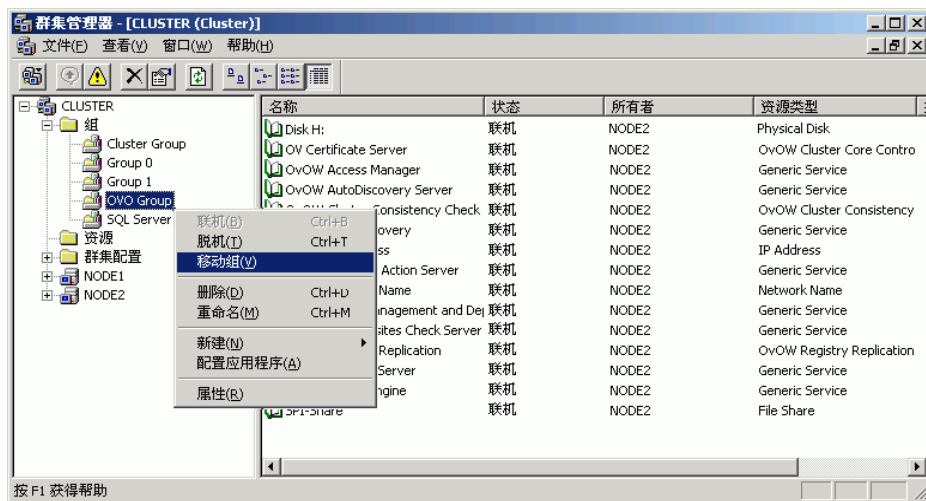 群集管理器 - [CLUSTER (Cluster)]
文件(F) 查看(V) 窗口(W) 帮助(H)
CLUSTER
组
Cluster Group
Group 0
Group 1
OVO Group
SQL Server
资源
群集配置
NODE1
NODE2
名称 状态 所有者 资源类型
Disk H: 联机 NODE2 Physical Disk
OV Certificate Server 联机 NODE2 OvOW Cluster Core Contro
OvOW Access Manager 联机 NODE2 Generic Service
OvOW AutoDiscovery Server 联机 NODE2 Generic Service
Consistency Check 联机 NODE2 OvOW Cluster Consistency
overy 联机 NODE2 Generic Service
ss 联机 NODE2 IP Address
Action Server 联机 NODE2 Generic Service
Name 联机 NODE2 Network Name
nagement and De 联机 NODE2 Generic Service
sites Check Server 联机 NODE2 Generic Service
Replication 联机 NODE2 OvOW Registry Replication
Server 联机 NODE2 Generic Service
ngine 联机 NODE2 Generic Service
SPI-Share 联机 NODE2 File Share
联机(B) Ctrl+B
脱机(T) Ctrl+T
移动组(V)
删除(D) Ctrl+D
重命名(M) Ctrl+M
新建(N)
配置应用程序(A)
属性(R)
按 F1 获得帮助